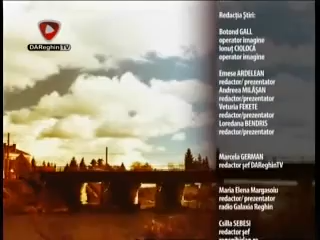 DAReghinTV
Redacția Știri:
Botond GALL
operator imagine
Ionuț CIOLOCĂ
operator imagine
Emese ARDELEAN
redactor/ prezentator
Andreea MILĂȘAN
redactor/prezentator
Veturia FEKETE
redactor/prezentator
Loredana BENDRIS
redactor/prezentator
Marcela GERMAN
redactor șef DAReghinTV
Maria Elena Margasoiu
redactor/ prezentator
radio Galaxia Reghin
Csilla SEBESI
redactor șef